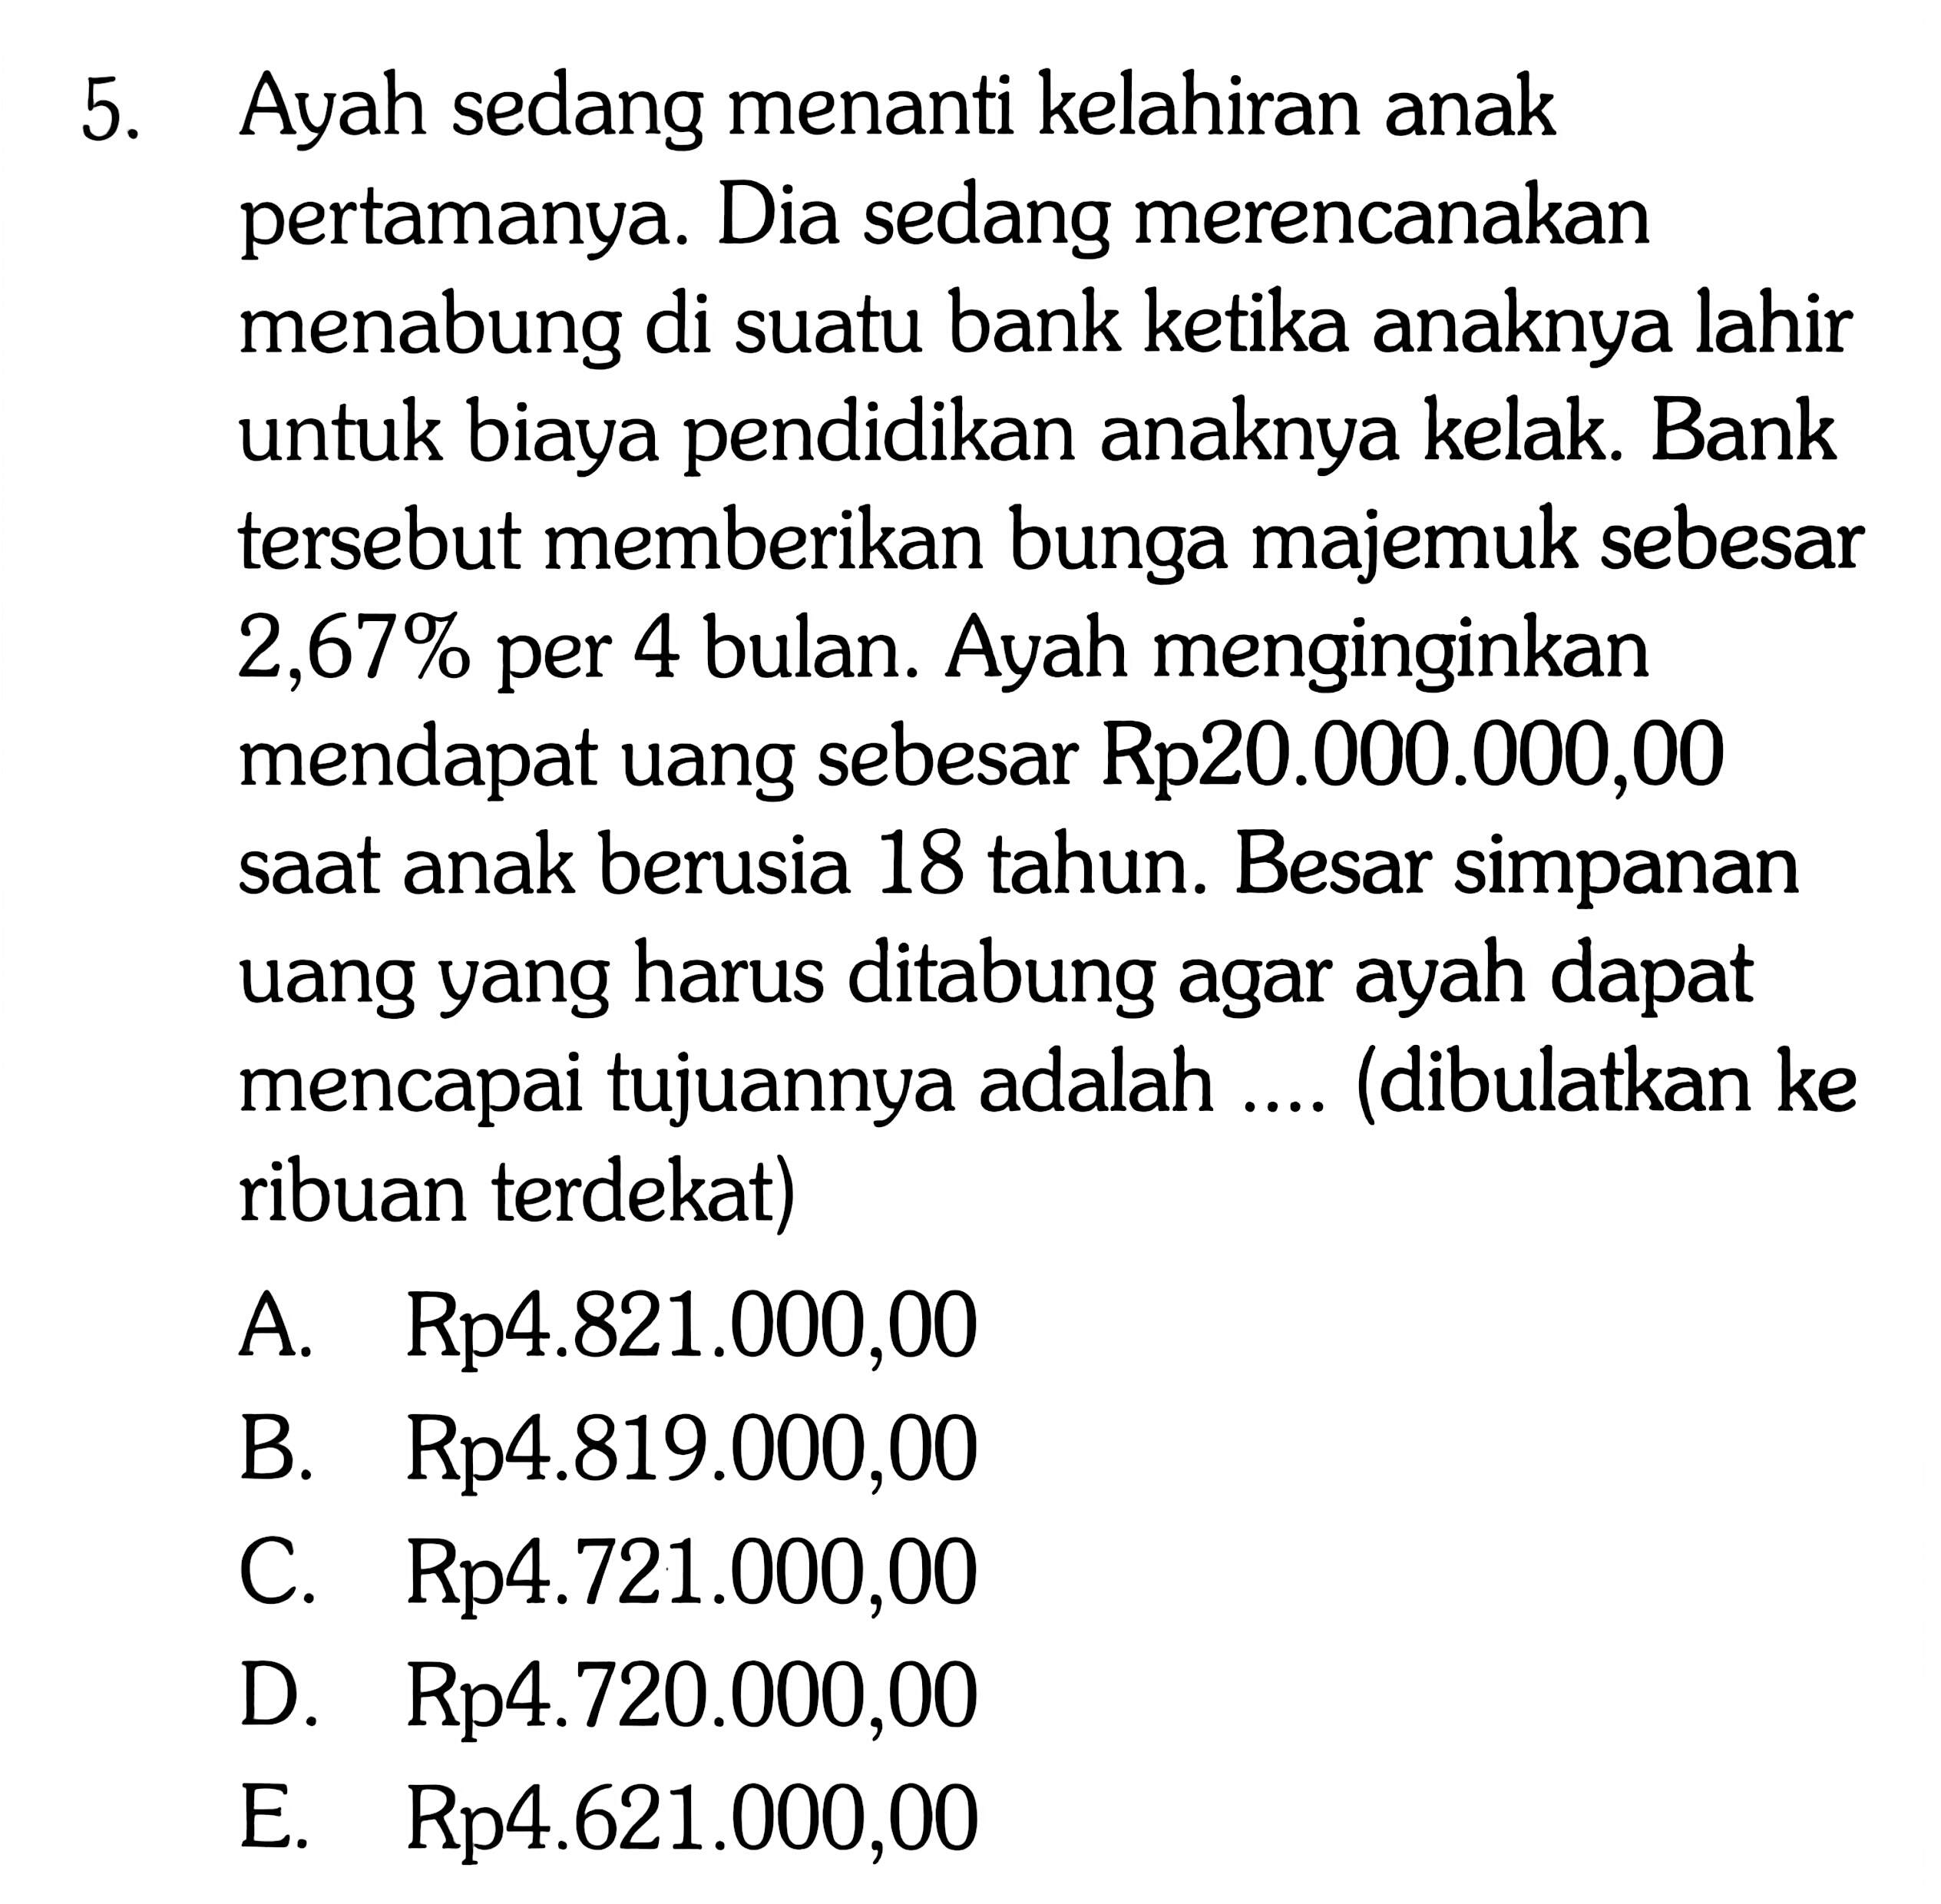 5. Ayah sedang menanti kelahiran anak
pertamanya. Dia sedang merencanakan
menabung di suatu bank ketika anaknya lahir
untuk biaya pendidikan anaknya kelak. Bank
tersebut memberikan bunga majemuk sebesar
2,67% per 4 bulan. Ayah menginginkan
mendapat uang sebesar Rp20.000.000,00
saat anak berusia 18 tahun. Besar simpanan
uang yang harus ditabung agar ayah dapat
mencapai tujuannya adalah .... (dibulatkan ke
ribuan terdekat)
A. Rp4.821.000,00
B. Rp4.819.000,00
C. Rp4.721.000,00
D. Rp4.720.000,00
E. Rp4.621.000,00